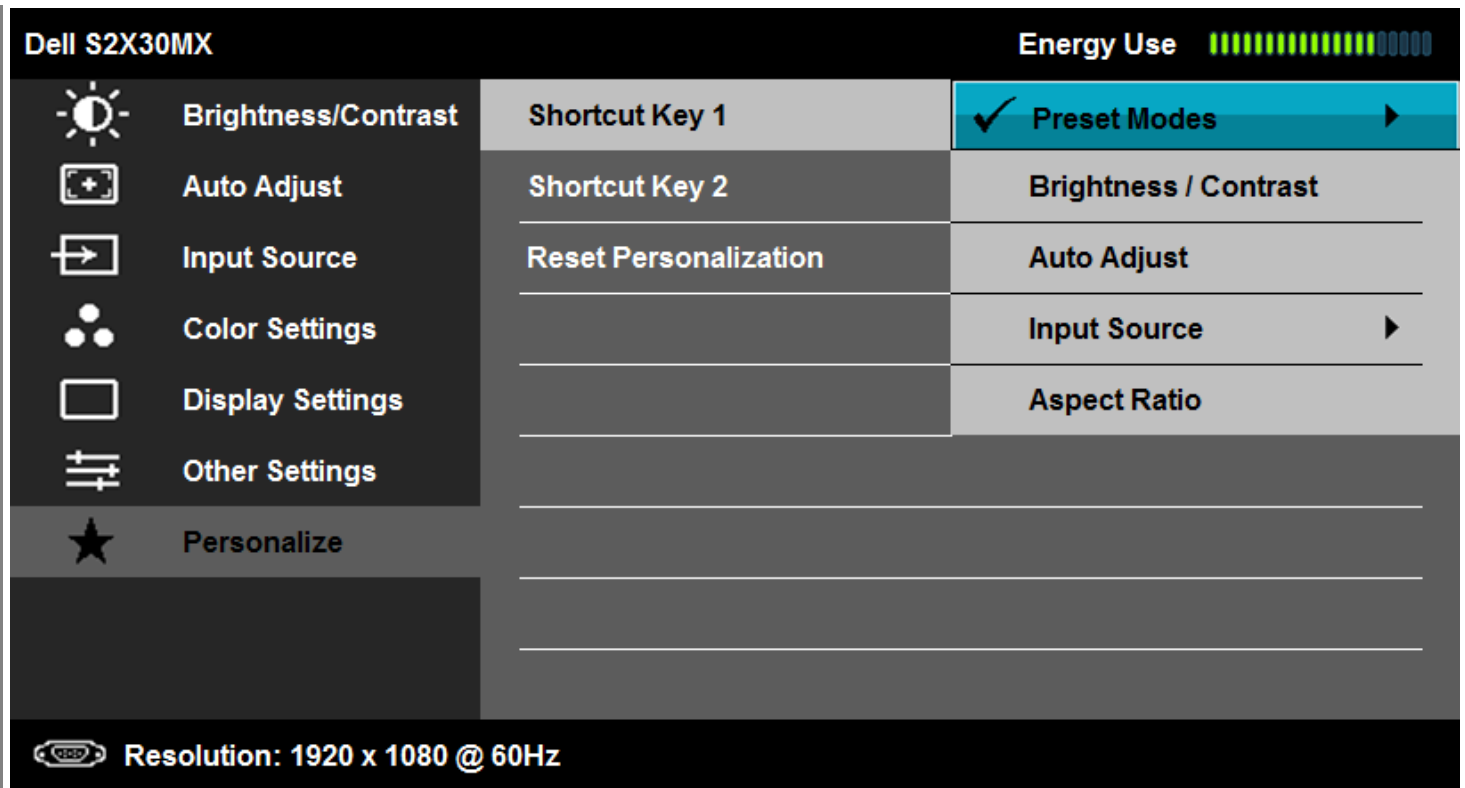 Dell S2X30MX Energy Use
Brightness/Contrast Shortcut Key 1 Preset Modes
Auto Adjust Shortcut Key 2 Brightness / Contrast
Input Source Reset Personalization Auto Adjust
Color Settings Input Source
Display Settings Aspect Ratio
Other Settings
Personalize
Resolution: 1920 x 1080 @ 60Hz